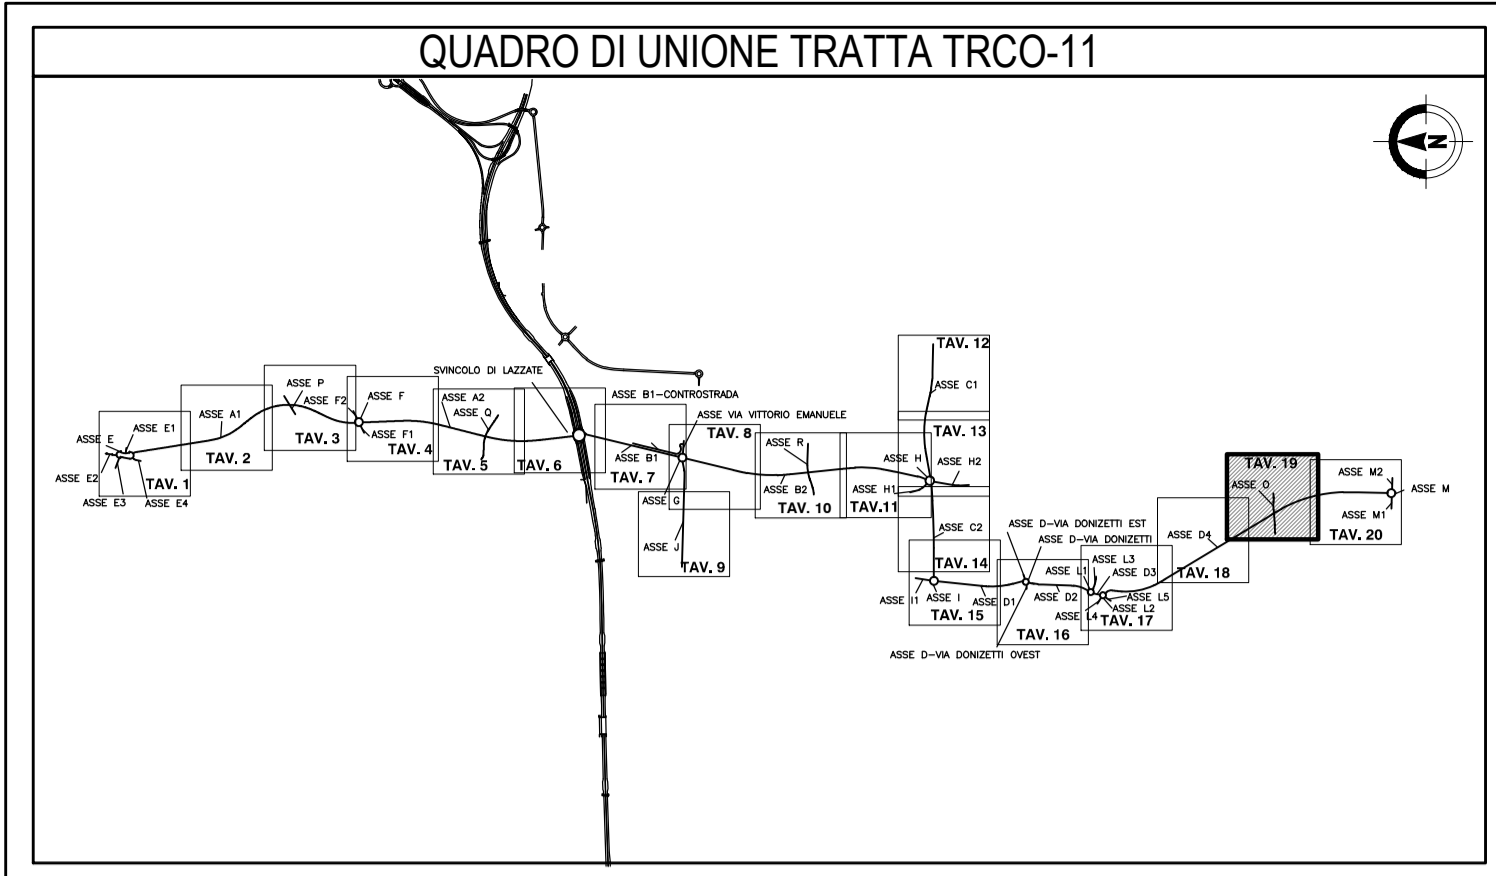 QUADRO DI UNIONE TRATTA TRCO-11
N
TAV. 12
ASSE C1
SVINCOLO DI LAZZATE
ASSE P
ASSE F2
ASSE F
ASSE A2
ASSE B1-CONTROSTRADA
ASSE A1
ASSE Q
ASSE VIA VITTORIO EMANUELE
TAV. 8
TAV. 13
ASSE E
ASSE E1
TAV. 3
ASSE F1
TAV. 4
ASSE R
ASSE H
TAV. 2
TAV. 5
TAV. 6
ASSE B1
TAV. 7
ASSE H2
TAV. 19
ASSE M2
ASSE E2
TAV. 1
ASSE B2
ASSE H1
ASSE O
ASSE M
ASSE E3
ASSE E4
ASSE G
TAV. 10
TAV.11
ASSE M1
ASSE C2
ASSE D-VIA DONIZETTI EST
ASSE D4
TAV. 20
ASSE J
ASSE D-VIA DONIZETTI
TAV. 9
TAV. 14
ASSE L3
ASSE L1
ASSE D3
TAV. 18
ASSE I1
ASSE I
ASSE D1
ASSE D2
ASSE L5
ASSE L2
ASSE L4
TAV. 15
TAV. 17
TAV. 16
ASSE D-VIA DONIZETTI OVEST